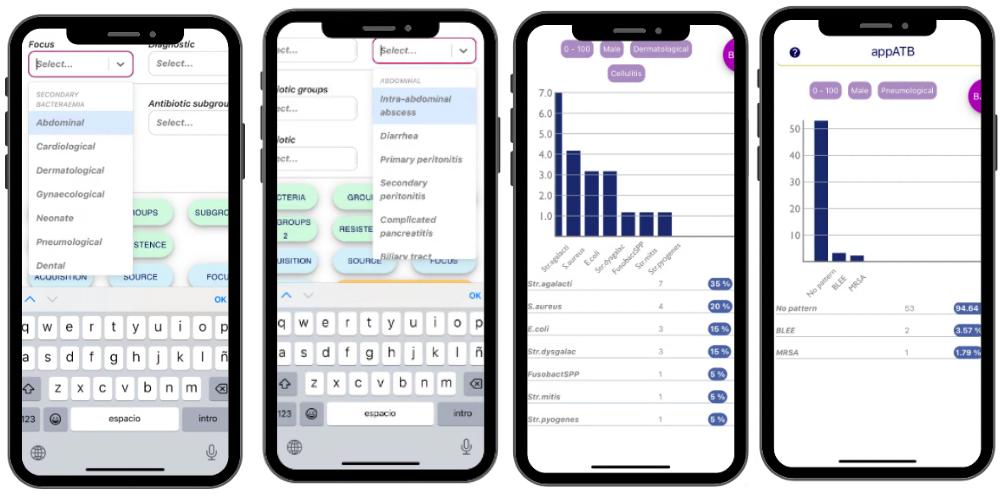 Focus
Diagnostic
Select...
Select...
SECONDARY
BACTERAEMIA
Abdominal
Antibiotic subgrou
Cardiological
Select...
Dermatological
Gynaecological
Neonate
OUPS
SUBGRO
Pneumological
STENCE
Dental
ACQUISITION
SOURCE
FOCU
OK
q w e r t y u i o p
a s d f g h j k l ñ
z x c v b n m
123
espacio
intro
ect...
Select...
ABDOMINAL
iotic groups
Intra-abdominal
abscess
ect...
Diarrhea
iotic
Primary peritonitis
ect...
Secondary
peritonitis
CTERIA
GROU
Complicated
pancreatitis
GROUPS
2
RESISTE
Biliary tract
UISITION
SOURCE
FOCUS
OK
q w e r t y u i o p
a s d f g h j k l ñ
z x c v b n m
123
espacio
intro
0 - 100
Male
Dermatological
B
Cellulitis
7.0
6.0
5.0
4.0
3.0
2.0
1.0
Str.agalacti
S.aureus
E.coli
Str.dysgalac
FusobactSPP
Str.mitis
Str.pyogenes
Str.agalacti 7 35 %
S.aureus 4 20 %
E.coli 3 15 %
Str.dysgalac 3 15 %
FusobactSPP 1 5 %
Str.mitis 1 5 %
Str.pyogenes 1 5 %
?
appATB
0 - 100
Male
Pneumological
BA
50
40
30
20
10
No pattern
BLEE
MRSA
No pattern 53 94.64
BLEE 2 3.57 %
MRSA 1 1.79 %